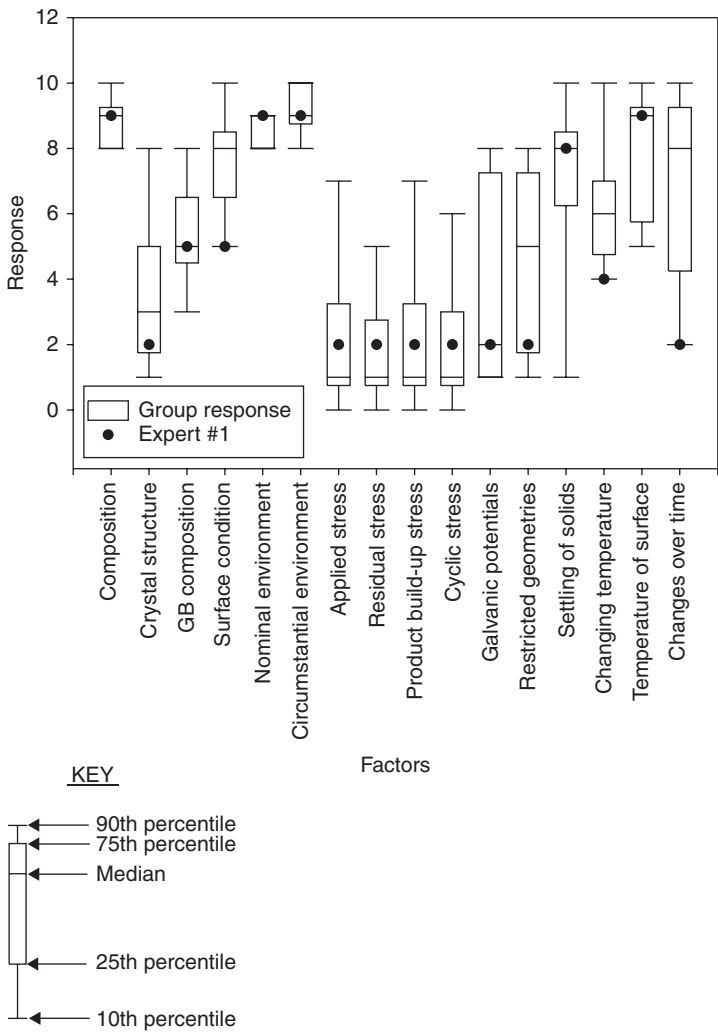 12
10
8
6
4
2
0
Response
Group response
Expert #1
Composition
Crystal structure
GB composition
Surface condition
Nominal environment
Circumstantial environment
Applied stress
Residual stress
Product build-up stress
Cyclic stress
Galvanic potentials
Restricted geometries
Settling of solids
Changing temperature
Temperature of surface
Changes over time
Factors
KEY
90th percentile
75th percentile
Median
25th percentile
10th percentile